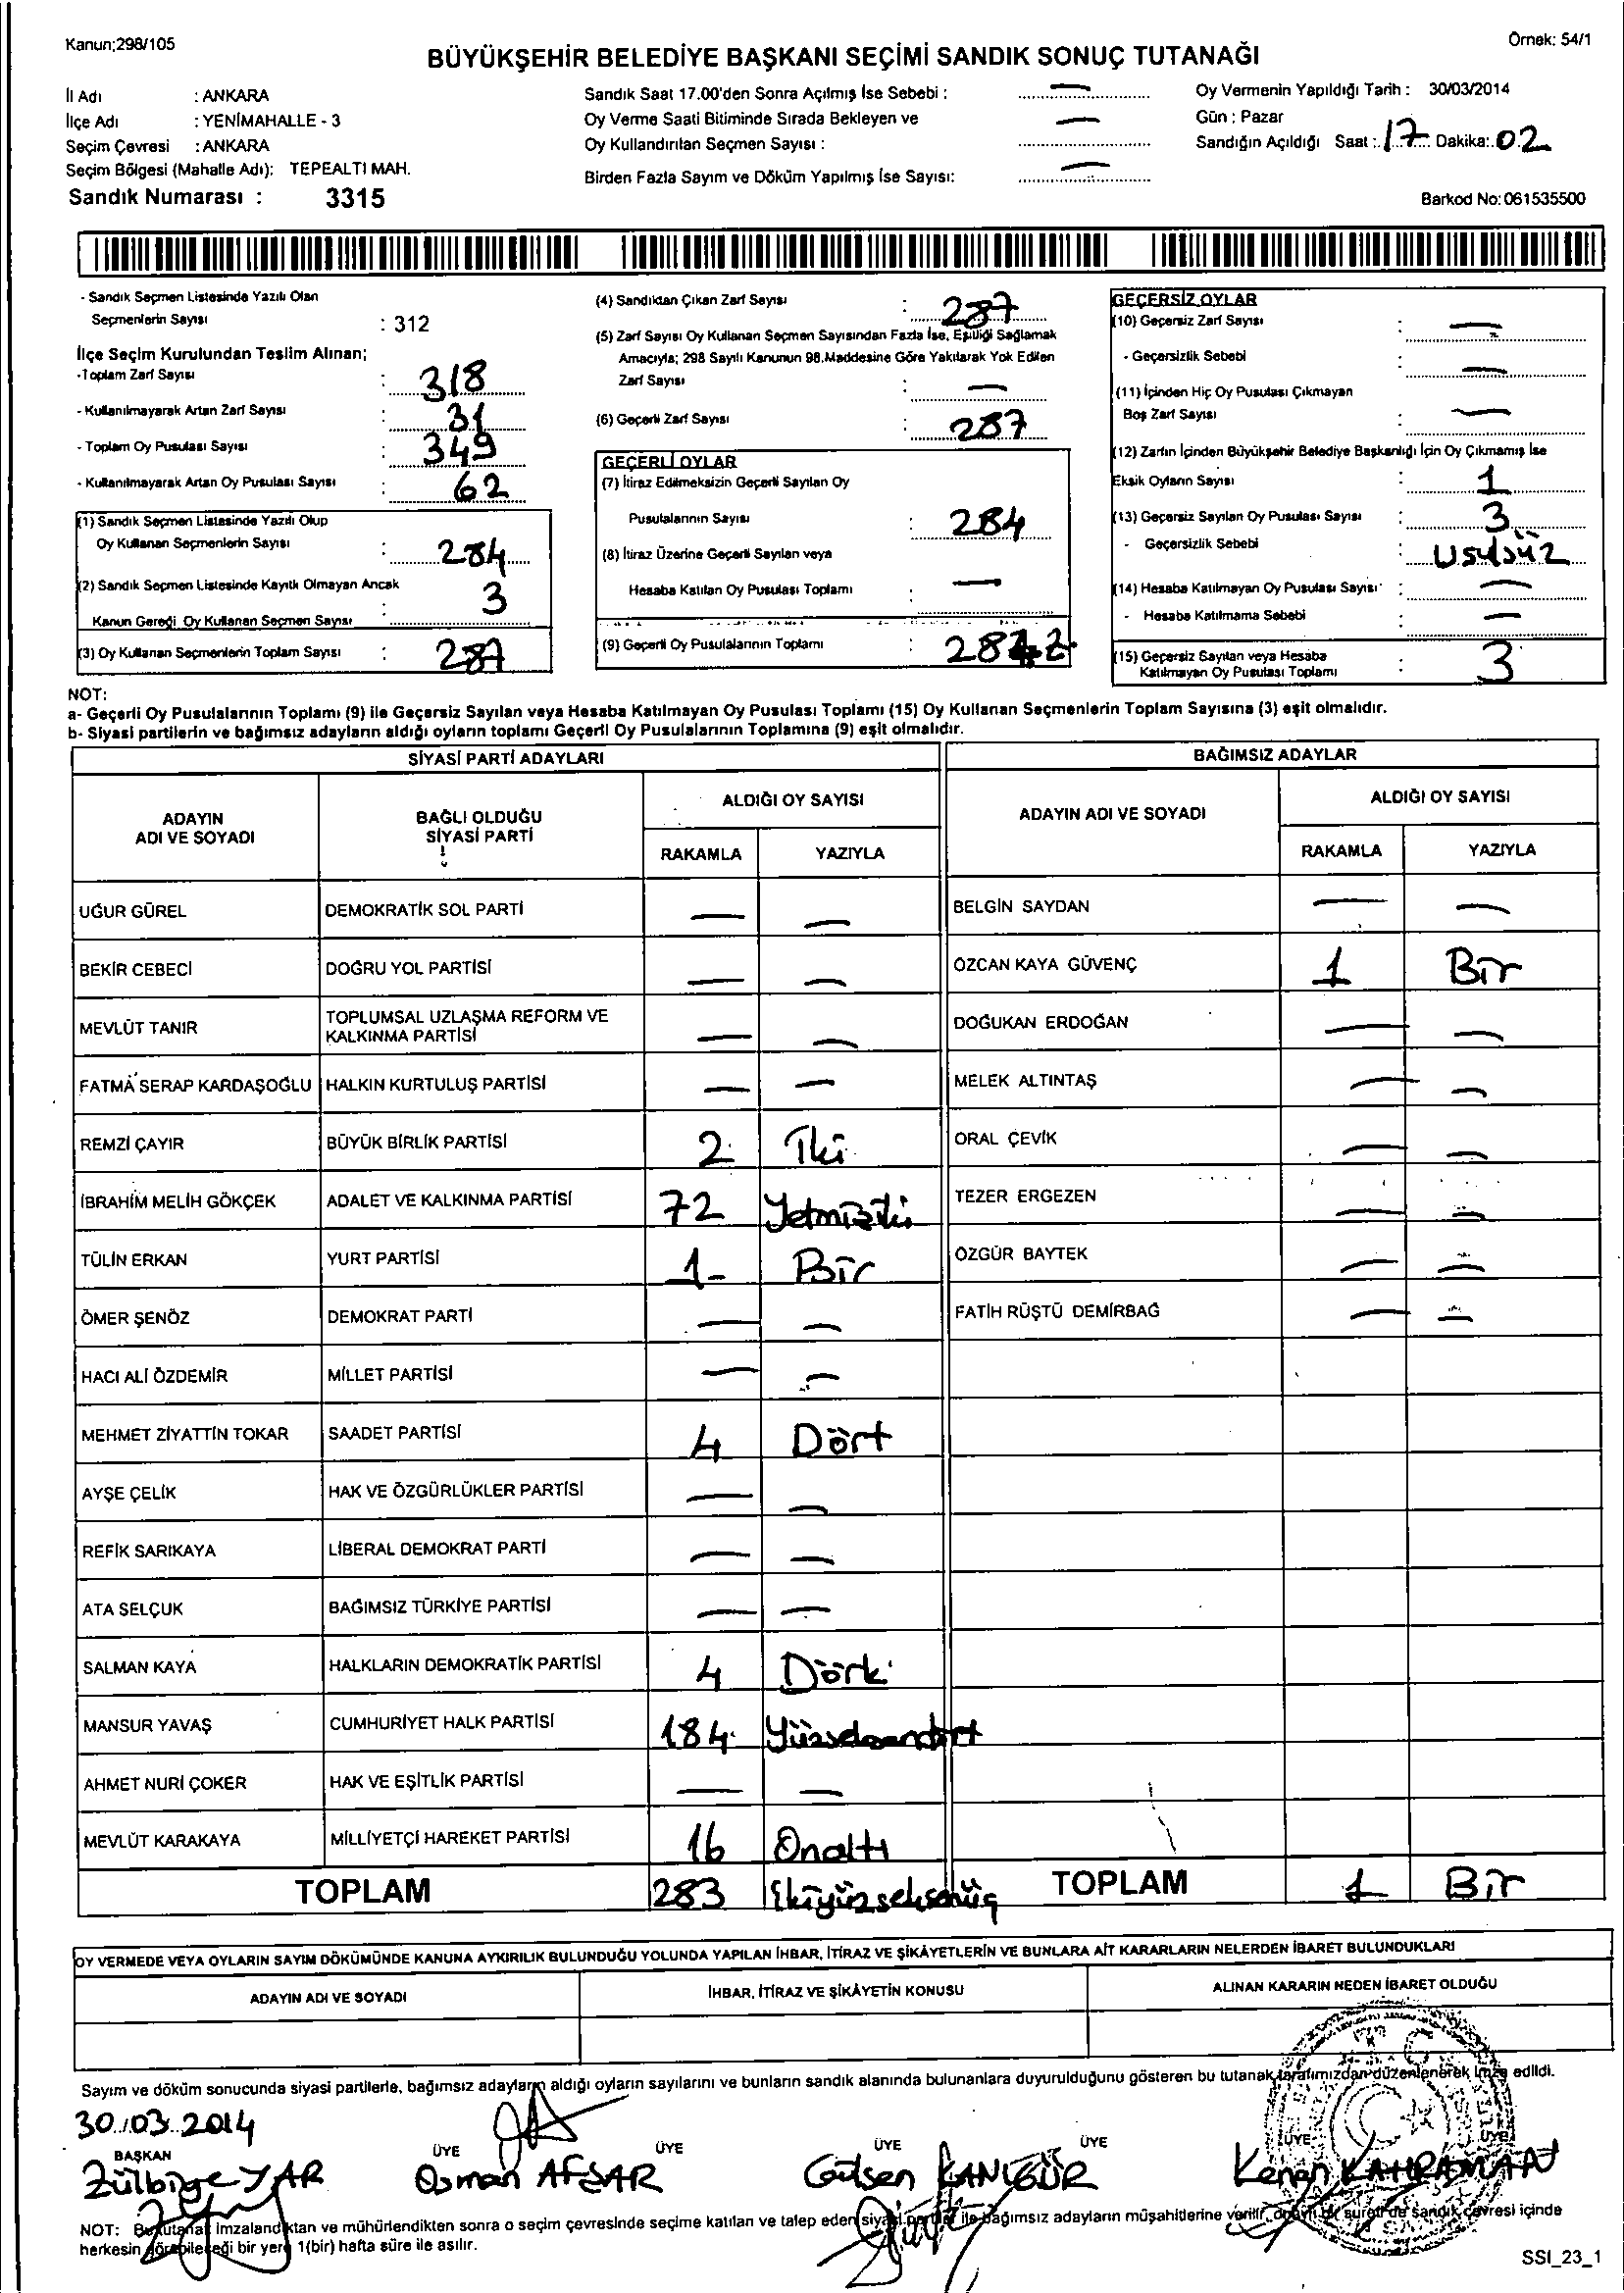 Kanun;298/105
Örnek: 54/1
BÜYÜKŞEHİR BELEDİYE BAŞKANI SEÇİMİ SANDIK SONUÇ TUTANAĞI
İl Adı : ANKARA
İlçe Adı : YENİMAHALLE - 3
Seçim Çevresi : ANKARA
Seçim Bölgesi (Mahalle Adı): TEPEALTI MAH.
Sandık Numarası : 3315
Sandık Saat 17.00'den Sonra Açılmış İse Sebebi : —
Oy Verme Saati Bitiminde Sırada Bekleyen ve
Oy Kullandırılan Seçmen Sayısı : —
Birden Fazla Sayım ve Döküm Yapılmış İse Sayısı: —
Oy Vermenin Yapıldığı Tarih : 30/03/2014
Gün : Pazar
Sandığın Açıldığı Saat : 17 Dakika: 02
Barkod No: 061535500
- Sandık Seçmen Listesinde Yazılı Olan
Seçmenlerin Sayısı : 312
İlçe Seçim Kurulundan Teslim Alınan;
-Toplam Zarf Sayısı : 318
- Kullanılmayarak Artan Zarf Sayısı : 31
- Toplam Oy Pusulası Sayısı : 349
- Kullanılmayarak Artan Oy Pusulası Sayısı : 62
(1) Sandık Seçmen Listesinde Yazılı Olup
Oy Kullanan Seçmenlerin Sayısı : 284
(2) Sandık Seçmen Listesinde Kayıtlı Olmayan Ancak
Kanun Gereği Oy Kullanan Seçmen Sayısı : 3
(3) Oy Kullanan Seçmenlerin Toplam Sayısı : 287
(4) Sandıktan Çıkan Zarf Sayısı : 287
(5) Zarf Sayısı Oy Kullanan Seçmen Sayısından Fazla İse, Eşitliği Sağlamak
Amacıyla; 298 Sayılı Kanunun 98.Maddesine Göre Yakılarak Yok Edilen
Zarf Sayısı : —
(6) Geçerli Zarf Sayısı : 287
GEÇERLİ OYLAR
(7) İtiraz Edilmeksizin Geçerli Sayılan Oy
Pusulalarının Sayısı : 284
(8) İtiraz Üzerine Geçerli Sayılan veya
Hesaba Katılan Oy Pusulası Toplamı : —
(9) Geçerli Oy Pusulalarının Toplamı :
GEÇERSİZ OYLAR
(10) Geçersiz Zarf Sayısı : —
- Geçersizlik Sebebi : —
(11) İçinden Hiç Oy Pusulası Çıkmayan
Boş Zarf Sayısı : —
(12) Zarfın İçinden Büyükşehir Belediye Başkanlığı İçin Oy Çıkmamış İse
Eksik Oyların Sayısı : 1
(13) Geçersiz Sayılan Oy Pusulası Sayısı : 3
- Geçersizlik Sebebi : Usulsüz
(14) Hesaba Katılmayan Oy Pusulası Sayısı : —
- Hesaba Katılmama Sebebi : —
(15) Geçersiz Sayılan veya Hesaba
Katılmayan Oy Pusulası Toplamı : 3
NOT:
a- Geçerli Oy Pusulalarının Toplamı (9) ile Geçersiz Sayılan veya Hesaba Katılmayan Oy Pusulası Toplamı (15) Oy Kullanan Seçmenlerin Toplam Sayısına (3) eşit olmalıdır.
b- Siyasi partilerin ve bağımsız adayların aldığı oyların toplamı Geçerli Oy Pusulalarının Toplamına (9) eşit olmalıdır.
SİYASİ PARTİ ADAYLARI
ADAYIN
ADI VE SOYADI
BAĞLI OLDUĞU
SİYASİ PARTİ
ALDIĞI OY SAYISI
RAKAMLA YAZIYLA
UĞUR GÜREL DEMOKRATİK SOL PARTİ — —
BEKİR CEBECİ DOĞRU YOL PARTİSİ — —
MEVLÜT TANIR TOPLUMSAL UZLAŞMA REFORM VE
KALKINMA PARTİSİ — —
FATMA SERAP KARDAŞOĞLU HALKIN KURTULUŞ PARTİSİ — —
REMZİ ÇAYIR BÜYÜK BİRLİK PARTİSİ 2 İki
İBRAHİM MELİH GÖKÇEK ADALET VE KALKINMA PARTİSİ 72 Yetmişiki
TÜLİN ERKAN YURT PARTİSİ 1 Bir
ÖMER ŞENÖZ DEMOKRAT PARTİ — —
HACI ALİ ÖZDEMİR MİLLET PARTİSİ — —
MEHMET ZİYATTİN TOKAR SAADET PARTİSİ 4 Dört
AYŞE ÇELİK HAK VE ÖZGÜRLÜKLER PARTİSİ — —
REFİK SARIKAYA LİBERAL DEMOKRAT PARTİ — —
ATA SELÇUK BAĞIMSIZ TÜRKİYE PARTİSİ — —
SALMAN KAYA HALKLARIN DEMOKRATİK PARTİSİ 4 Dört
MANSUR YAVAŞ CUMHURİYET HALK PARTİSİ 184 Yüzseksendört
AHMET NURİ ÇOKER HAK VE EŞİTLİK PARTİSİ — —
MEVLÜT KARAKAYA MİLLİYETÇİ HAREKET PARTİSİ 16 Onaltı
TOPLAM 283 İkiyüzseksenüç
BAĞIMSIZ ADAYLAR
ADAYIN ADI VE SOYADI
ALDIĞI OY SAYISI
RAKAMLA YAZIYLA
BELGİN SAYDAN — —
ÖZCAN KAYA GÜVENÇ 1 Bir
DOĞUKAN ERDOĞAN — —
MELEK ALTINTAŞ — —
ORAL ÇEVİK — —
TEZER ERGEZEN — —
ÖZGÜR BAYTEK — —
FATİH RÜŞTÜ DEMİRBAĞ — —
TOPLAM 1 Bir
OY VERMEDE VEYA OYLARIN SAYIM DÖKÜMÜNDE KANUNA AYKIRILIK BULUNDUĞU YOLUNDA YAPILAN İHBAR, İTİRAZ VE ŞİKÂYETLERİN VE BUNLARA AİT KARARLARIN NELERDEN İBARET BULUNDUKLARI
ADAYIN ADI VE SOYADI
İHBAR, İTİRAZ VE ŞİKÂYETİN KONUSU
ALINAN KARARIN NEDEN İBARET OLDUĞU
Sayım ve döküm sonucunda siyasi partilerle, bağımsız adayların aldığı oyların sayılarını ve bunların sandık alanında bulunanlara duyurulduğunu gösteren bu tutanak tarafımızdan düzenlenerek imza edildi.
30/03/2014
BAŞKAN ÜYE ÜYE ÜYE ÜYE ÜYE ÜYE
Zülbiye YAR Osman AFŞAR Gülşen Kenan KAHRAMAN
NOT: Bu tutanak imzalandıktan ve mühürlendikten sonra o seçim çevresinde seçime katılan ve talep eden siyasi partiler ile bağımsız adayların müşahitlerine verilir, onaylı bir sureti de sandık çevresi içinde
herkesin görebileceği bir yere 1(bir) hafta süre ile asılır.
SSI_23_1